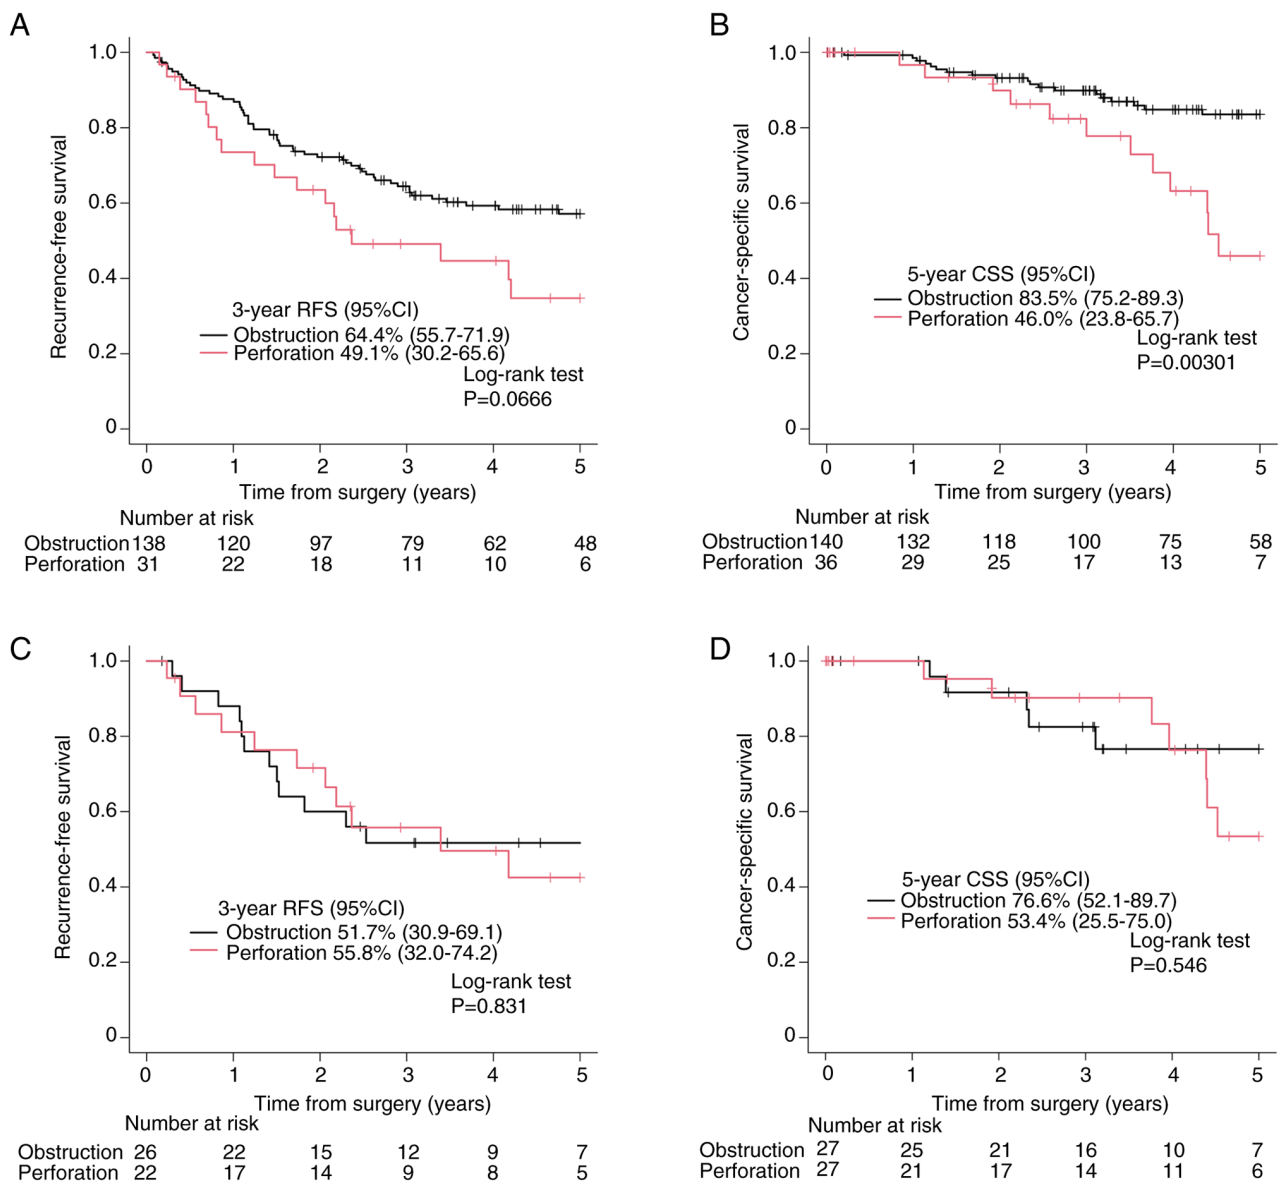 A
Recurrence-free survival
1.0
0.8
0.6
0.4
0.2
0
3-year RFS (95%CI)
Obstruction 64.4% (55.7-71.9)
Perforation 49.1% (30.2-65.6)
Log-rank test
P=0.0666
0 1 2 3 4 5
Time from surgery (years)
Number at risk
Obstruction 138 120 97 79 62 48
Perforation 31 22 18 11 10 6
B
Cancer-specific survival
1.0
0.8
0.6
0.4
0.2
0
5-year CSS (95%CI)
Obstruction 83.5% (75.2-89.3)
Perforation 46.0% (23.8-65.7)
Log-rank test
P=0.00301
0 1 2 3 4 5
Time from surgery (years)
Number at risk
Obstruction 140 132 118 100 75 58
Perforation 36 29 25 17 13 7
C
Recurrence-free survival
1.0
0.8
0.6
0.4
0.2
0
3-year RFS (95%CI)
Obstruction 51.7% (30.9-69.1)
Perforation 55.8% (32.0-74.2)
Log-rank test
P=0.831
0 1 2 3 4 5
Time from surgery (years)
Number at risk
Obstruction 26 22 15 12 9 7
Perforation 22 17 14 9 8 5
D
Cancer-specific survival
1.0
0.8
0.6
0.4
0.2
0
5-year CSS (95%CI)
Obstruction 76.6% (52.1-89.7)
Perforation 53.4% (25.5-75.0)
Log-rank test
P=0.546
0 1 2 3 4 5
Time from surgery (years)
Number at risk
Obstruction 27 25 21 16 10 7
Perforation 27 21 17 14 11 6